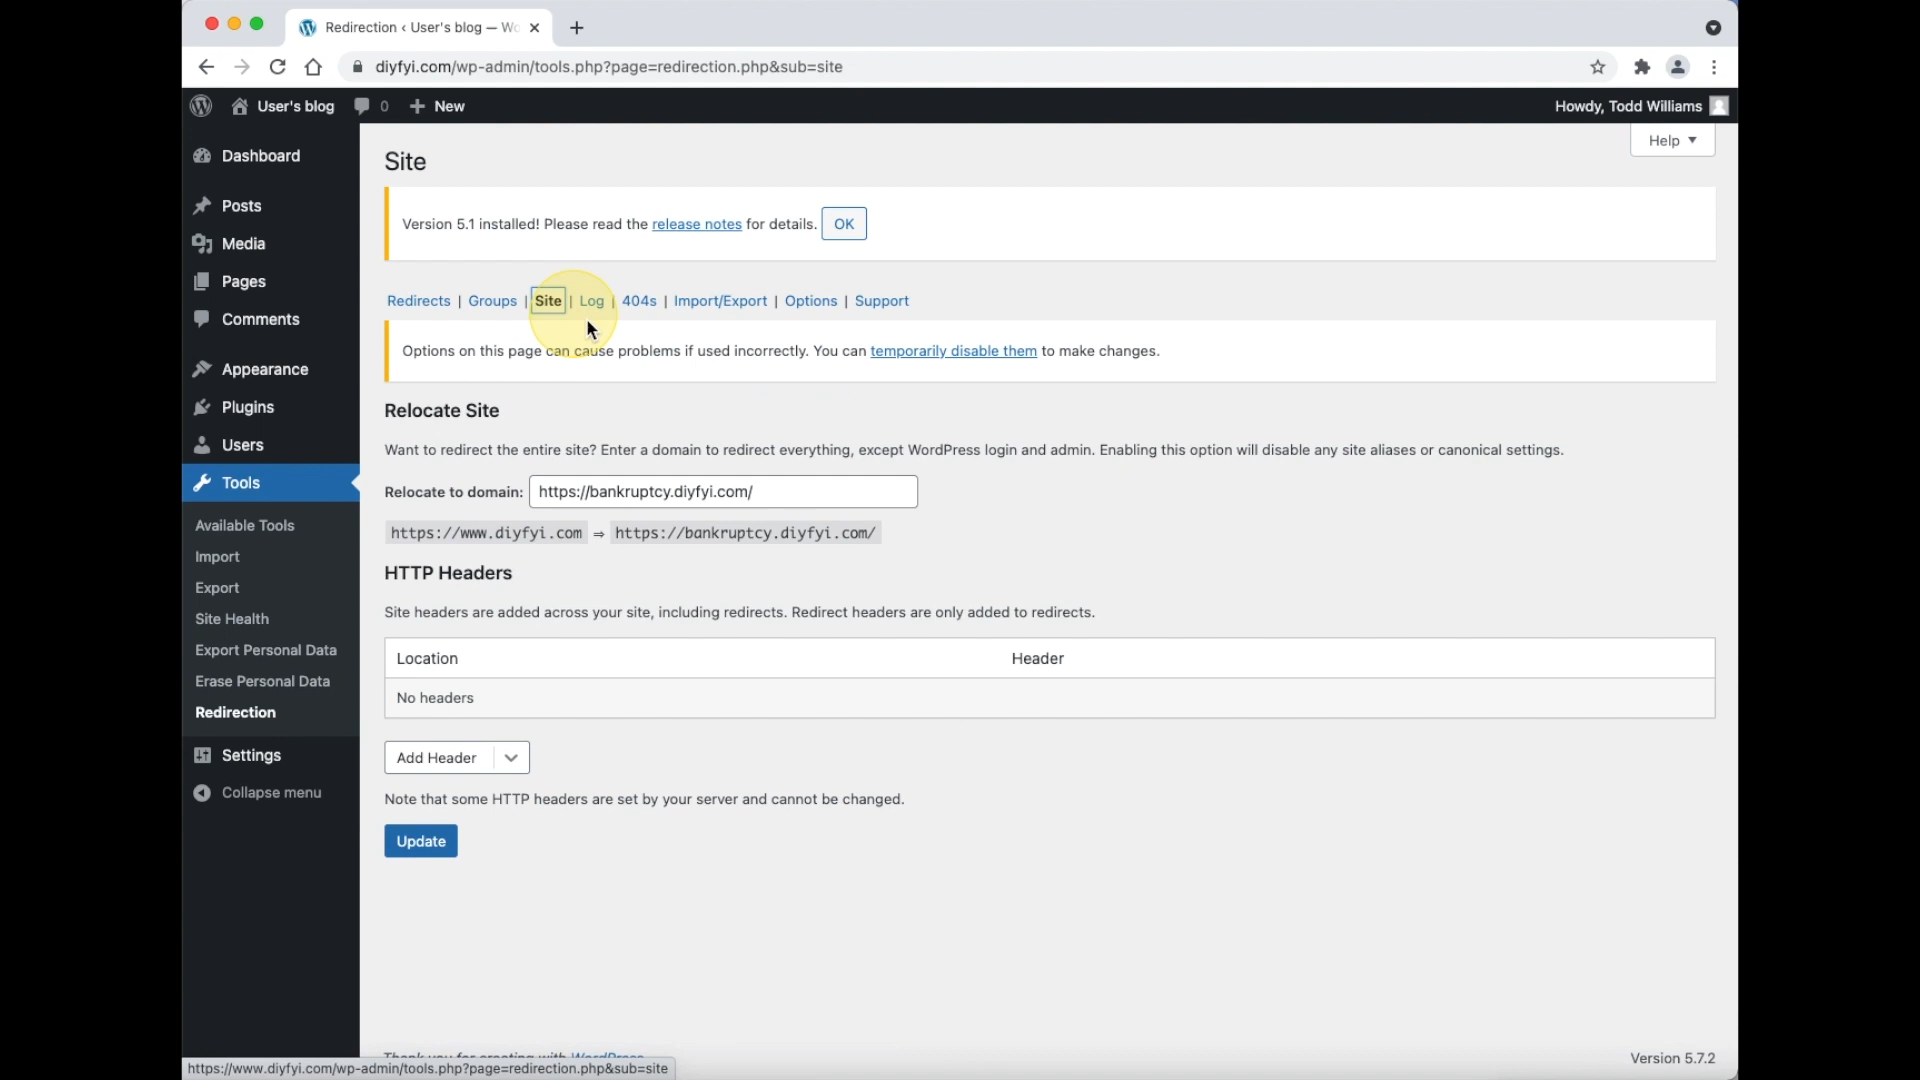 Redirection ‹ User's blog — Wo
diyfyi.com/wp-admin/tools.php?page=redirection.php&sub=site
User's blog 0 New Howdy, Todd Williams
Help
Dashboard
Posts
Media
Pages
Comments
Appearance
Plugins
Users
Tools
Available Tools
Import
Export
Site Health
Export Personal Data
Erase Personal Data
Redirection
Settings
Collapse menu
Site
Version 5.1 installed! Please read the release notes for details. OK
Redirects | Groups | Site | Log | 404s | Import/Export | Options | Support
Options on this page can cause problems if used incorrectly. You can temporarily disable them to make changes.
Relocate Site
Want to redirect the entire site? Enter a domain to redirect everything, except WordPress login and admin. Enabling this option will disable any site aliases or canonical settings.
Relocate to domain: https://bankruptcy.diyfyi.com/
https://www.diyfyi.com ⇒ https://bankruptcy.diyfyi.com/
HTTP Headers
Site headers are added across your site, including redirects. Redirect headers are only added to redirects.
Location Header
No headers
Add Header
Note that some HTTP headers are set by your server and cannot be changed.
Update
Thank you for creating with WordPress
Version 5.7.2
https://www.diyfyi.com/wp-admin/tools.php?page=redirection.php&sub=site